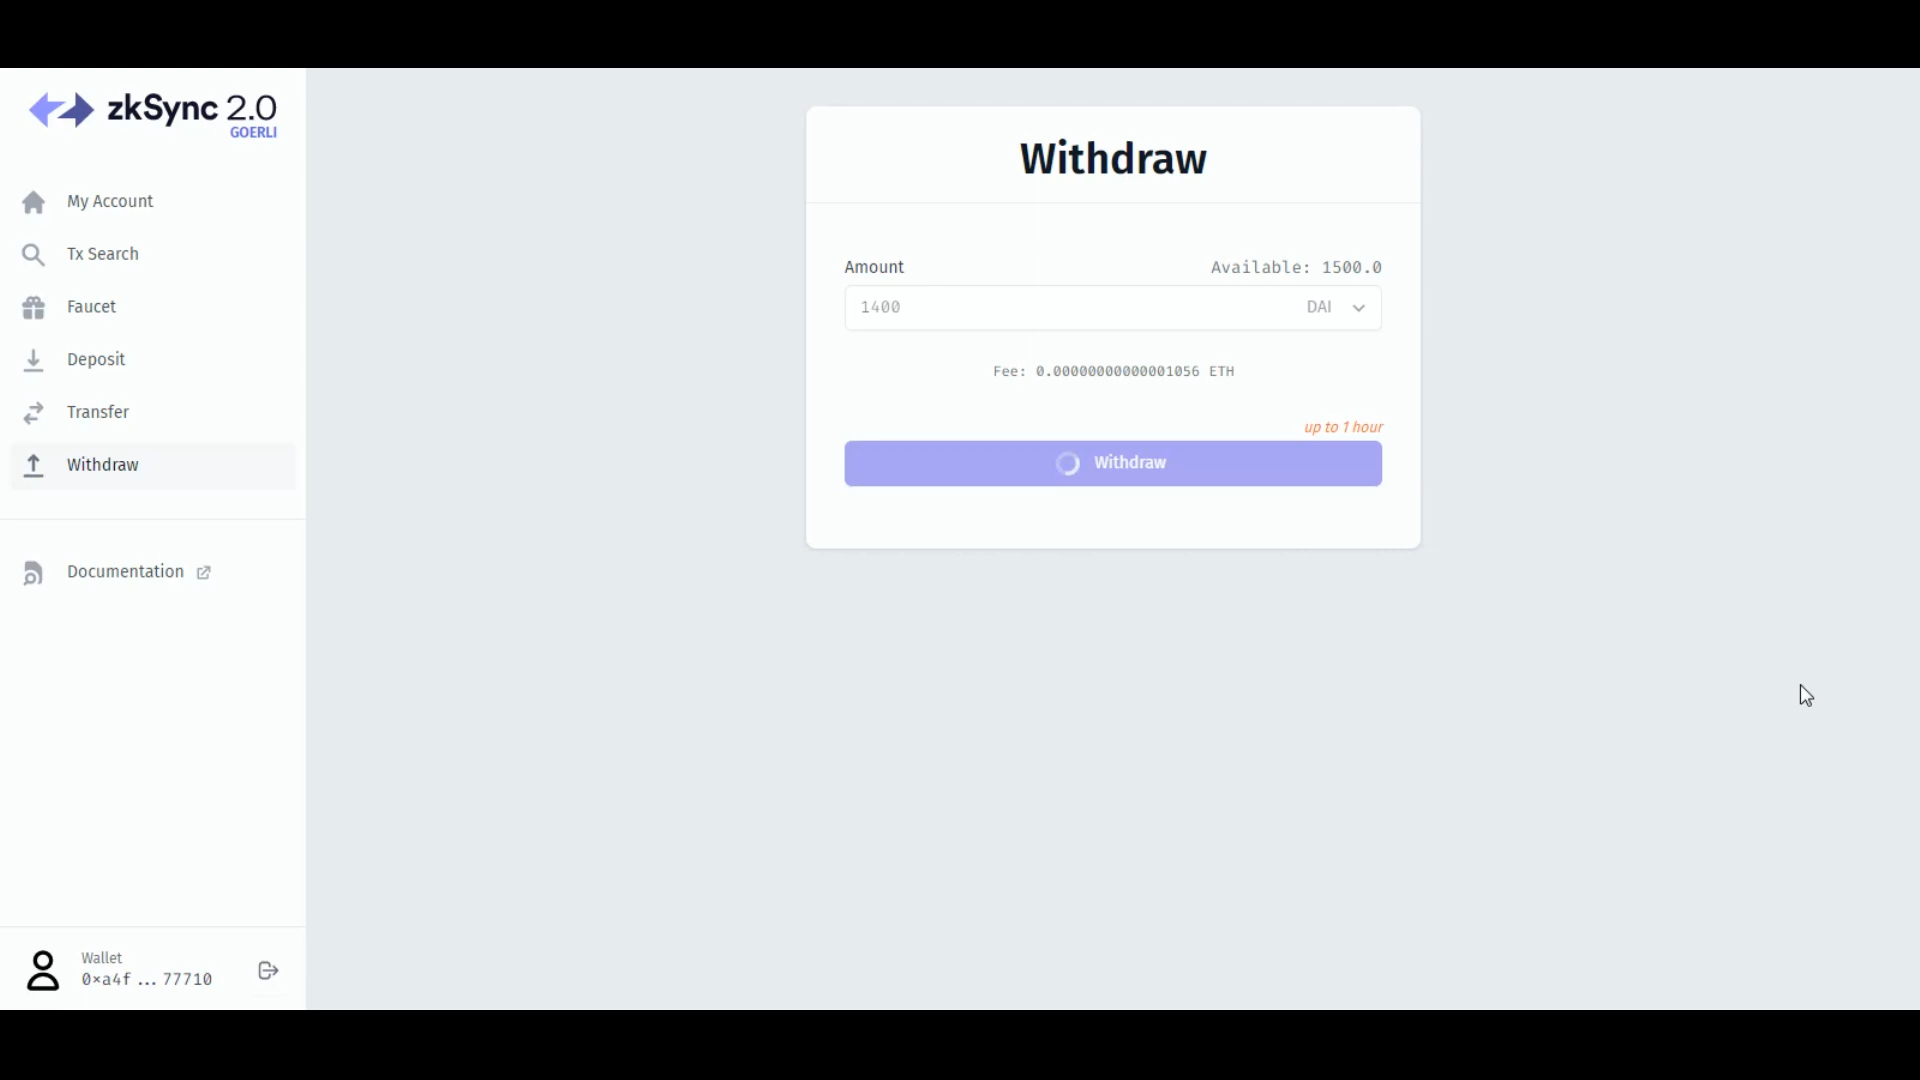 zkSync 2.0
GOERLI
My Account
Tx Search
Faucet
Deposit
Transfer
Withdraw
Documentation
Wallet
0xa4f...77710
Withdraw
Amount
Available: 1500.0
1400
DAI
Fee: 0.00000000000001056 ETH
up to 1 hour
Withdraw